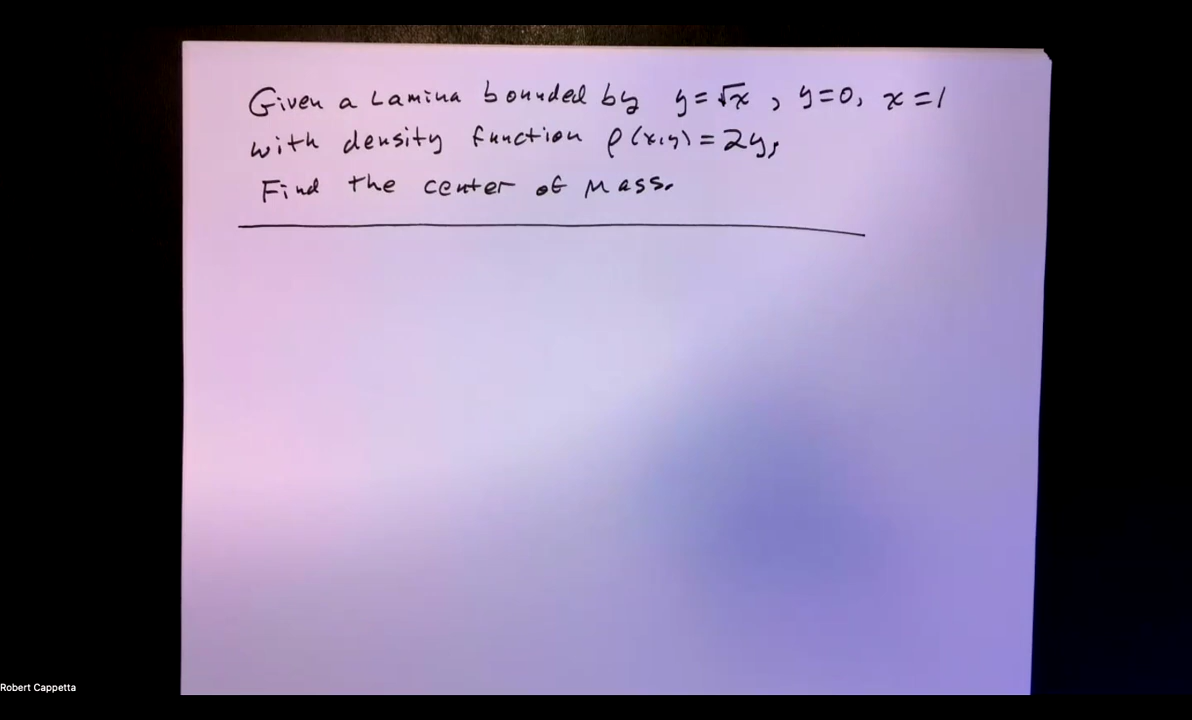 Given a Lamina bounded by y=√x, y=0, x=1
with density function ρ(x,y)=2y,
Find the center of Mass.
Robert Cappetta